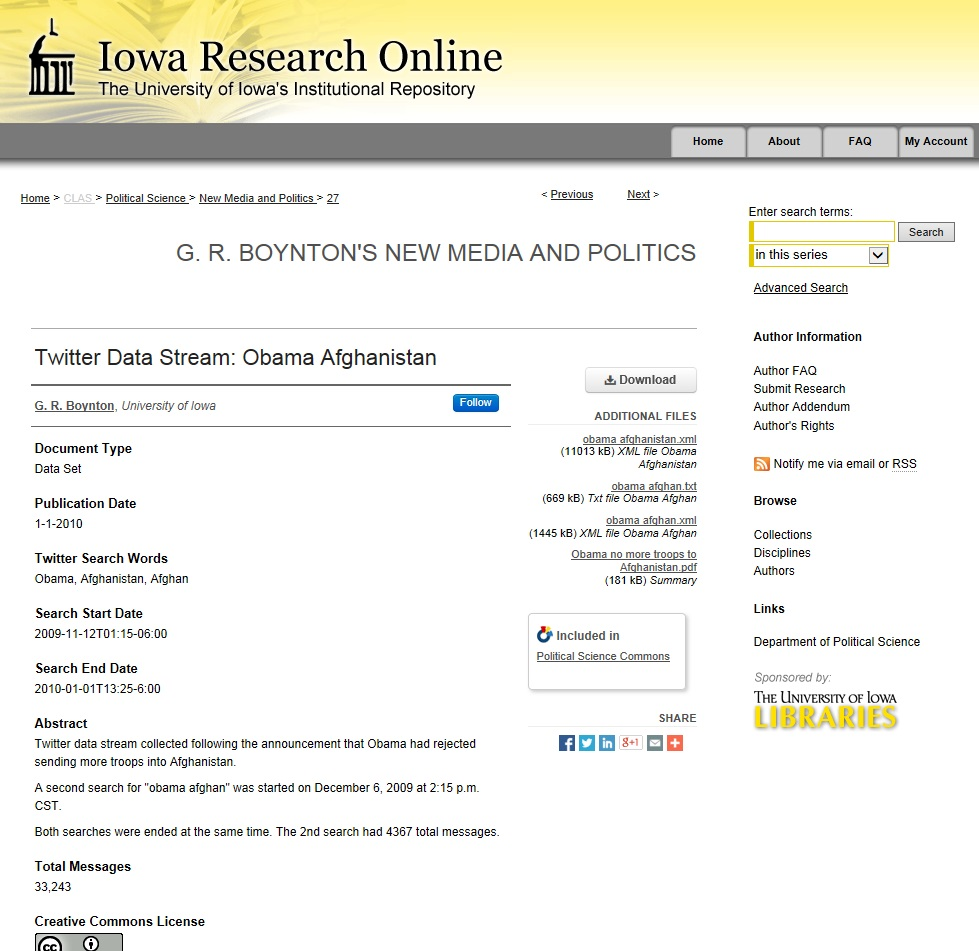 Iowa Research Online
The University of Iowa's Institutional Repository
Home About FAQ My Account
Home > CLAS > Political Science > New Media and Politics > 27
< Previous Next >
G. R. BOYNTON'S NEW MEDIA AND POLITICS
Twitter Data Stream: Obama Afghanistan
G. R. Boynton, University of Iowa
Follow
Document Type
Data Set
Publication Date
1-1-2010
Twitter Search Words
Obama, Afghanistan, Afghan
Search Start Date
2009-11-12T01:15-06:00
Search End Date
2010-01-01T13:25-6:00
Abstract
Twitter data stream collected following the announcement that Obama had rejected
sending more troops into Afghanistan.
A second search for "obama afghan" was started on December 6, 2009 at 2:15 p.m.
CST.
Both searches were ended at the same time. The 2nd search had 4367 total messages.
Total Messages
33,243
Creative Commons License
cc
Download
ADDITIONAL FILES
obama afghanistan.xml
(11013 kB) XML file Obama
Afghanistan
obama afghan.txt
(669 kB) Txt file Obama Afghan
obama afghan.xml
(1445 kB) XML file Obama Afghan
Obama no more troops to
Afghanistan.pdf
(181 kB) Summary
Included in
Political Science Commons
SHARE
f in g+1
Enter search terms:
Search
in this series
Advanced Search
Author Information
Author FAQ
Submit Research
Author Addendum
Author's Rights
Notify me via email or RSS
Browse
Collections
Disciplines
Authors
Links
Department of Political Science
Sponsored by:
THE UNIVERSITY OF IOWA
LIBRARIES